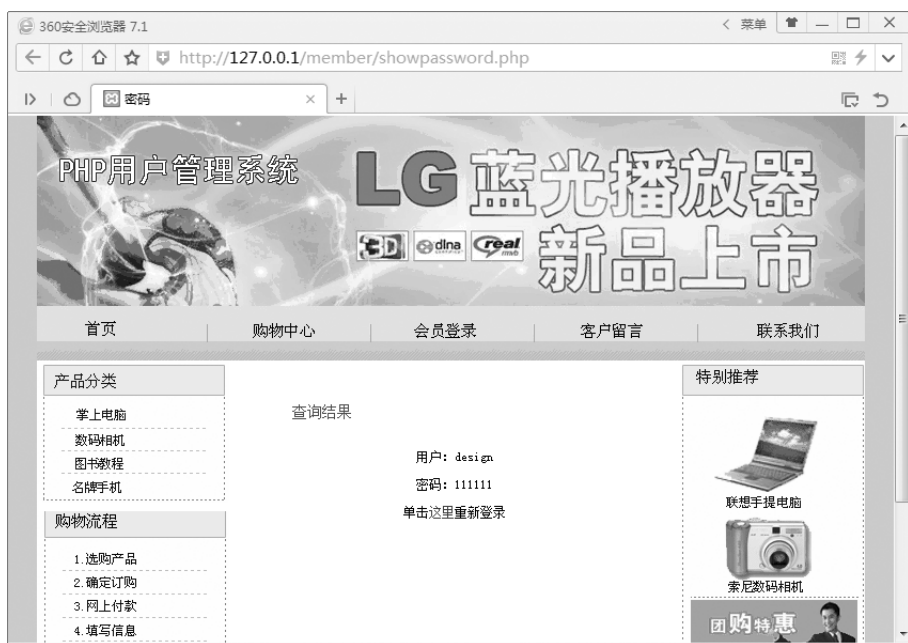 360安全浏览器 7.1
菜单
http://127.0.0.1/member/showpassword.php
密码
PHP用户管理系统
LG 蓝光播放器
新品上市
3D
dlna
CERTIFIED
real
rmvb
首页
购物中心
会员登录
客户留言
联系我们
产品分类
掌上电脑
数码相机
图书教程
名牌手机
购物流程
1.选购产品
2.确定订购
3.网上付款
4.填写信息
查询结果
用户: design
密码: 111111
单击这里重新登录
特别推荐
联想手提电脑
索尼数码相机
团购特惠